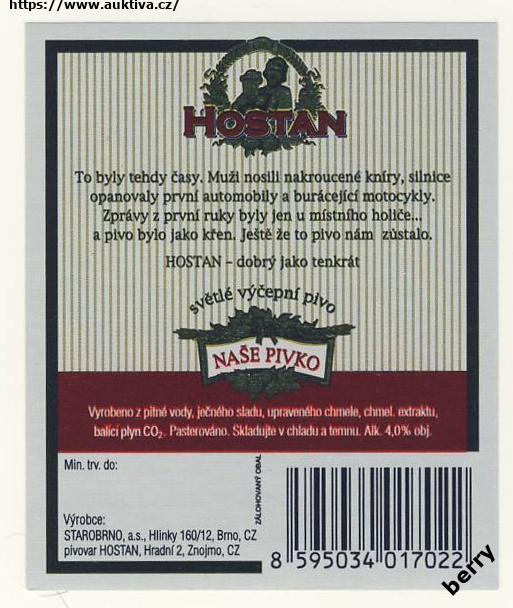 https://www.auktiva.cz/
HOSTAN
To byly tehdy časy. Muži nosili nakroucené kníry, silnice
opanovaly první automobily a burácející motocykly.
Zprávy z první ruky byly jen u místního holiče...
a pivo bylo jako křen. Ještě že to pivo nám zůstalo.
HOSTAN – dobrý jako tenkrát
světlé výčepní pivo
NAŠE PIVKO
Vyrobeno z pitné vody, ječného sladu, upraveného chmele, chmel. extraktu,
balicí plyn CO₂. Pasterováno. Skladujte v chladu a temnu. Alk. 4,0% obj.
Min. trv. do:
ZÁLOHOVANÝ OBAL
Výrobce:
STAROBRNO, a.s., Hlinky 160/12, Brno, CZ
pivovar HOSTAN, Hradní 2, Znojmo, CZ
8 595034 017022
berry